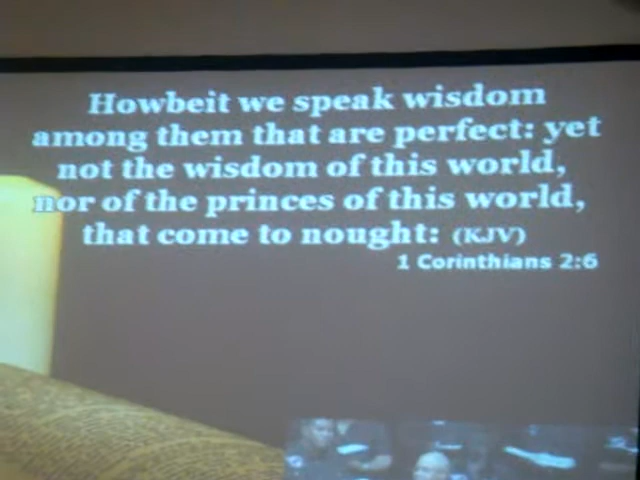 Howbeit we speak wisdom
among them that are perfect: yet
not the wisdom of this world,
nor of the princes of this world,
that come to nought: (KJV)
1 Corinthians 2:6